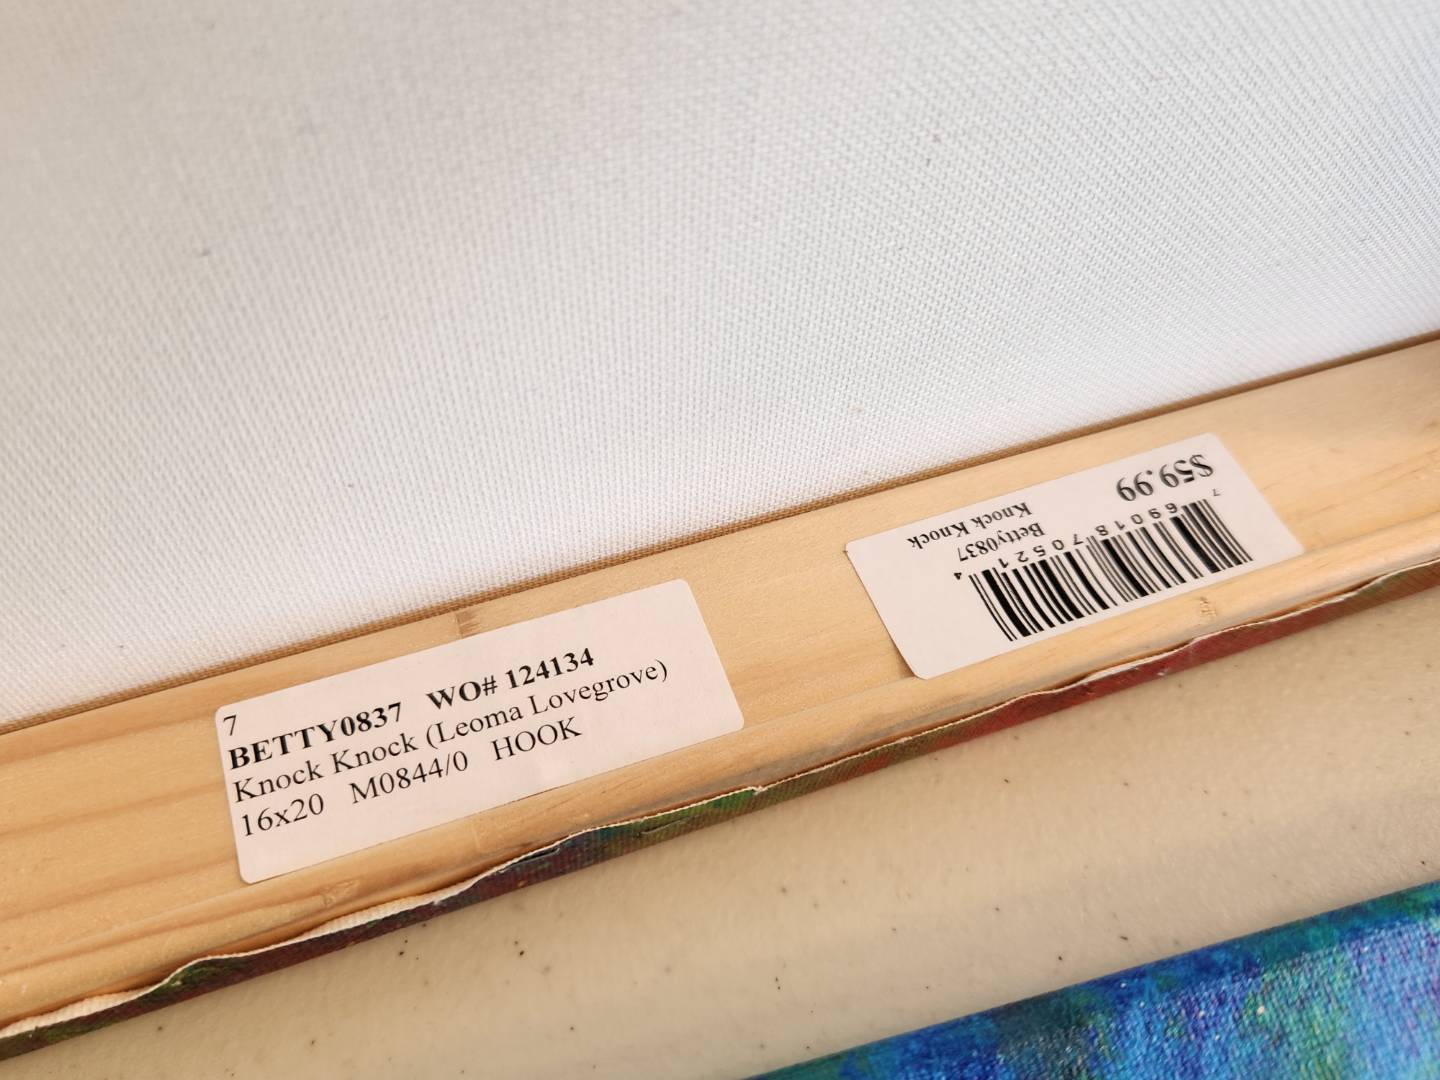 7
BETTY0837 WO# 124134
Knock Knock (Leoma Lovegrove)
16x20 M0844/0 HOOK
7 69018 70521 4
Betty0837
Knock Knock
$59.99